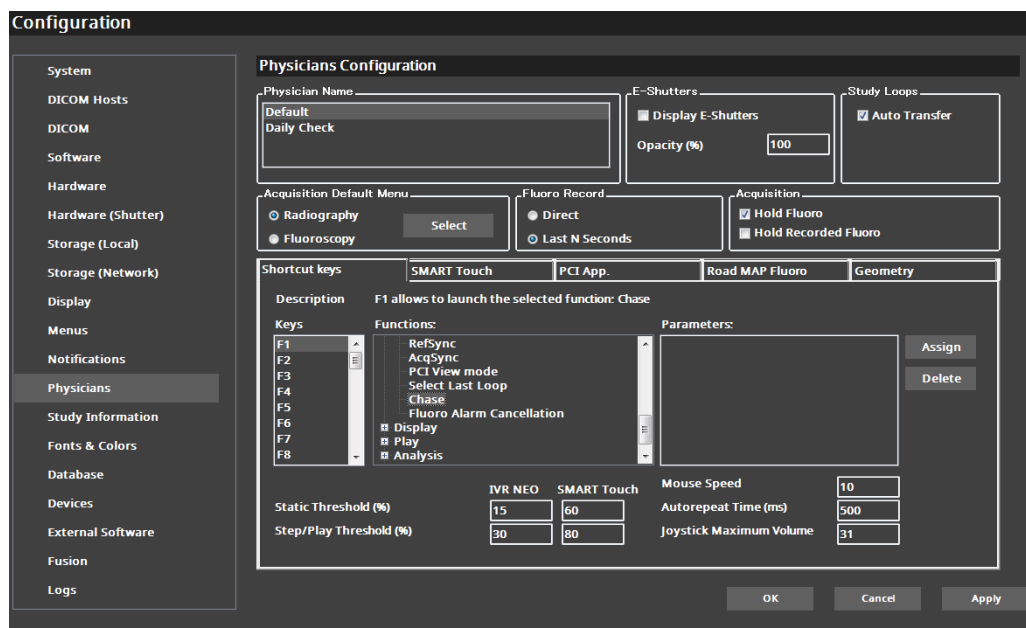 Configuration
System
DICOM Hosts
DICOM
Software
Hardware
Hardware (Shutter)
Storage (Local)
Storage (Network)
Display
Menus
Notifications
Physicians
Study Information
Fonts & Colors
Database
Devices
External Software
Fusion
Logs
Physicians Configuration
Physician Name
Default
Daily Check
E-Shutters
Display E-Shutters
Opacity (%) 100
Study Loops
Auto Transfer
Acquisition Default Menu
Radiography
Fluoroscopy
Select
Fluoro Record
Direct
Last N Seconds
Acquisition
Hold Fluoro
Hold Recorded Fluoro
Shortcut keys SMART Touch PCI App. Road MAP Fluoro Geometry
Description F1 allows to launch the selected function: Chase
Keys
F1
F2
F3
F4
F5
F6
F7
F8
Functions:
RefSync
AcqSync
PCI View mode
Select Last Loop
Chase
Fluoro Alarm Cancellation
Display
Play
Analysis
Parameters:
Assign
Delete
IVR NEO SMART Touch
Static Threshold (%) 15 60
Step/Play Threshold (%) 30 80
Mouse Speed 10
Autorepeat Time (ms) 500
Joystick Maximum Volume 31
OK Cancel Apply